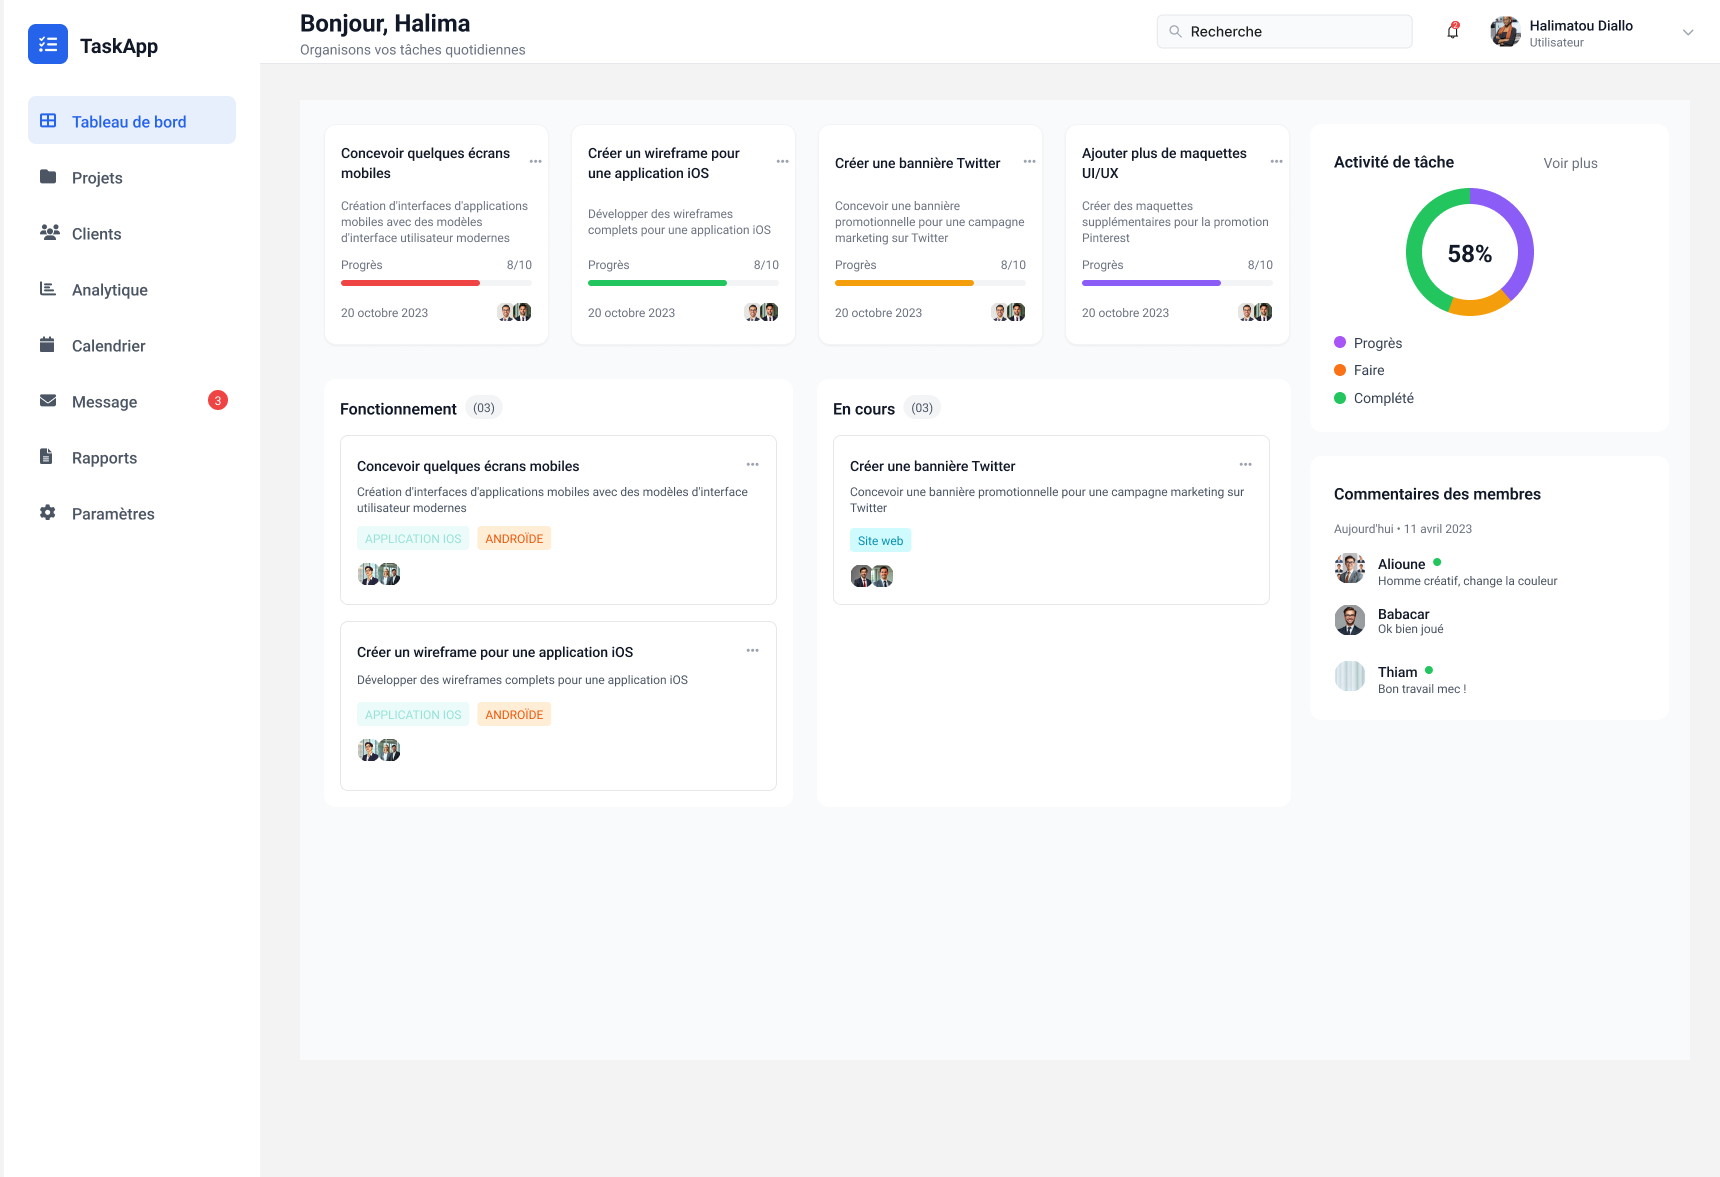 TaskApp
Tableau de bord
Projets
Clients
Analytique
Calendrier
Message
3
Rapports
Paramètres
Bonjour, Halima
Organisons vos tâches quotidiennes
Recherche
2
Halimatou Diallo
Utilisateur
Concevoir quelques écrans
mobiles
Création d'interfaces d'applications
mobiles avec des modèles
d'interface utilisateur modernes
Progrès 8/10
20 octobre 2023
Créer un wireframe pour
une application iOS
Développer des wireframes
complets pour une application iOS
Progrès 8/10
20 octobre 2023
Créer une bannière Twitter
Concevoir une bannière
promotionnelle pour une campagne
marketing sur Twitter
Progrès 8/10
20 octobre 2023
Ajouter plus de maquettes
UI/UX
Créer des maquettes
supplémentaires pour la promotion
Pinterest
Progrès 8/10
20 octobre 2023
Activité de tâche Voir plus
58%
Progrès
Faire
Complété
Fonctionnement (03)
Concevoir quelques écrans mobiles
Création d'interfaces d'applications mobiles avec des modèles d'interface
utilisateur modernes
APPLICATION IOS ANDROÏDE
Créer un wireframe pour une application iOS
Développer des wireframes complets pour une application iOS
APPLICATION IOS ANDROÏDE
En cours (03)
Créer une bannière Twitter
Concevoir une bannière promotionnelle pour une campagne marketing sur
Twitter
Site web
Commentaires des membres
Aujourd'hui • 11 avril 2023
Alioune
Homme créatif, change la couleur
Babacar
Ok bien joué
Thiam
Bon travail mec !